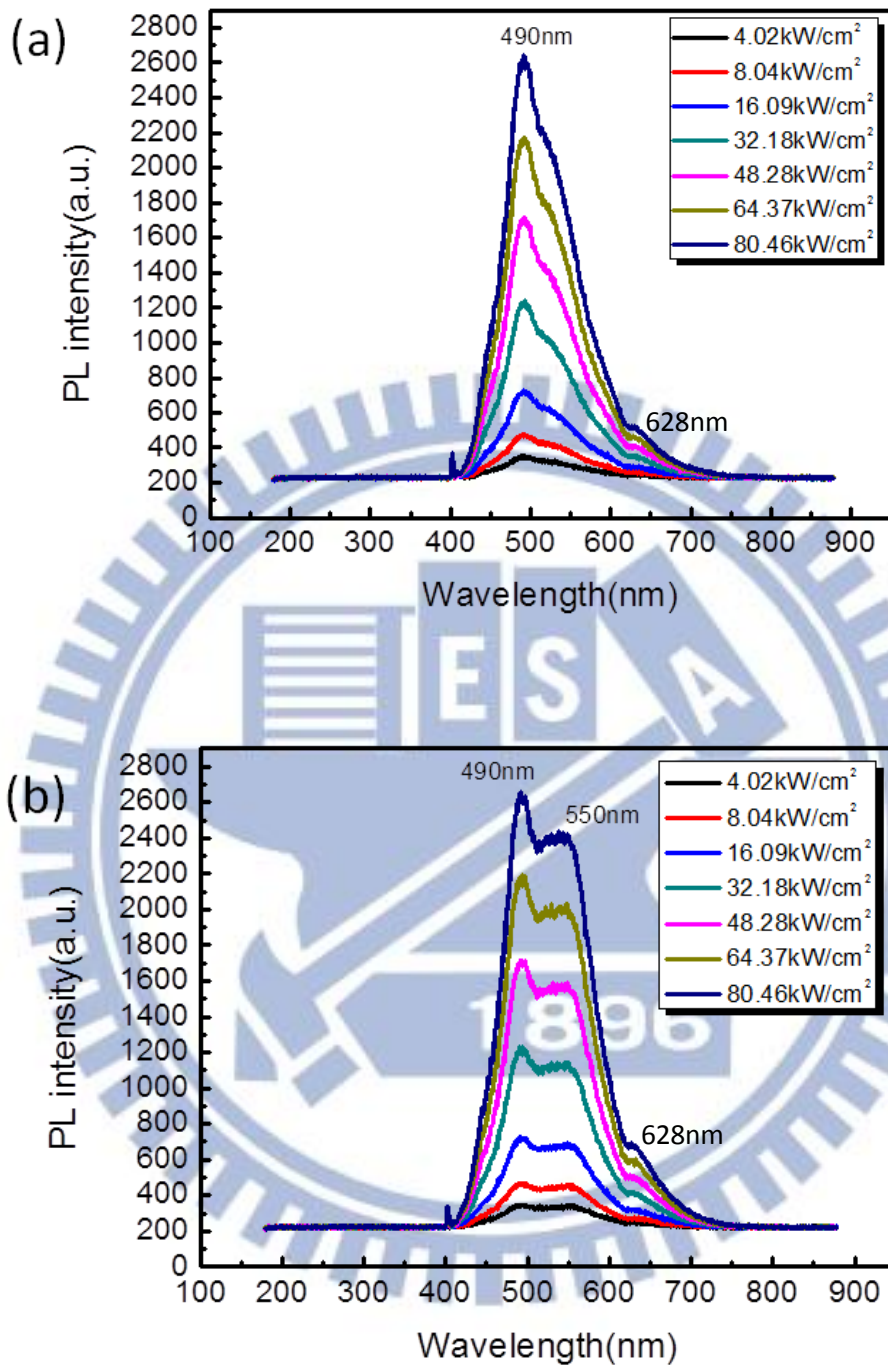 (a)
490nm
628nm
4.02kW/cm²
8.04kW/cm²
16.09kW/cm²
32.18kW/cm²
48.28kW/cm²
64.37kW/cm²
80.46kW/cm²
PL intensity(a.u.)
2800
2600
2400
2200
2000
1800
1600
1400
1200
1000
800
600
400
200
0
100 200 300 400 500 600 700 800 900
Wavelength(nm)
E S A
(b)
490nm
550nm
628nm
4.02kW/cm²
8.04kW/cm²
16.09kW/cm²
32.18kW/cm²
48.28kW/cm²
64.37kW/cm²
80.46kW/cm²
PL intensity(a.u.)
2800
2600
2400
2200
2000
1800
1600
1400
1200
1000
800
600
400
200
0
1896
100 200 300 400 500 600 700 800 900
Wavelength(nm)